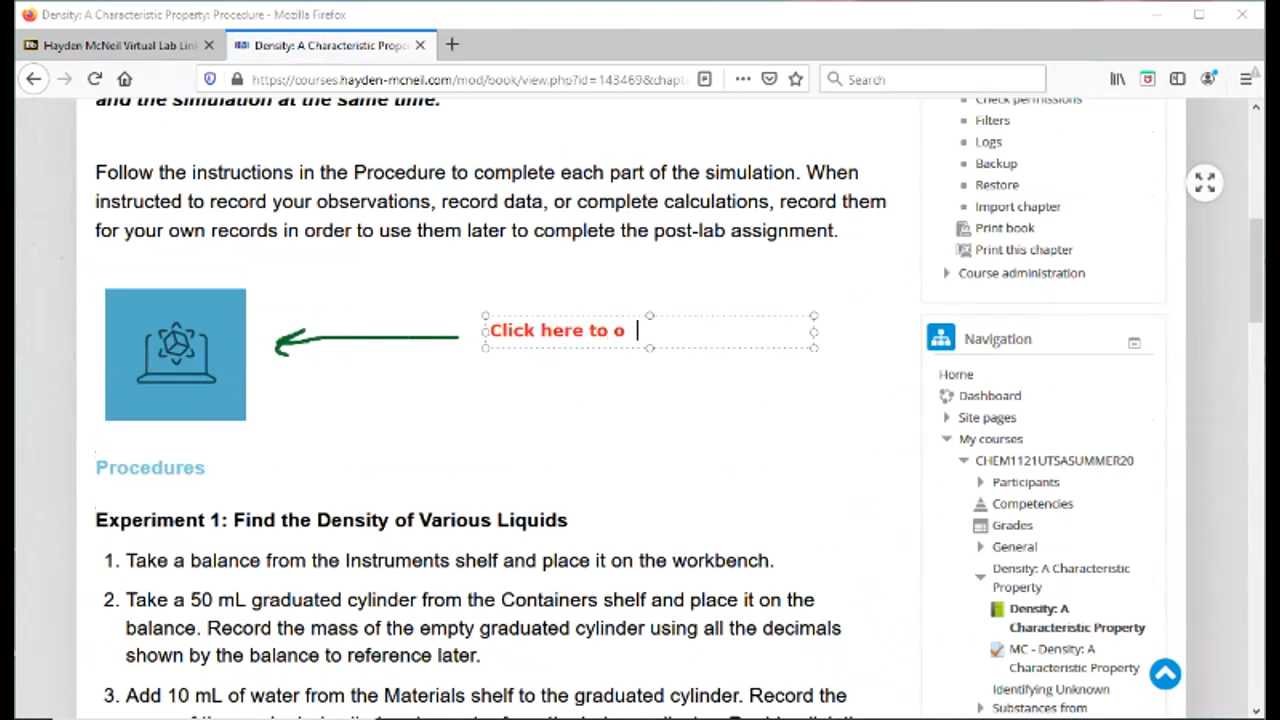 Density: A Characteristic Property: Procedure - Mozilla Firefox
Hayden McNeil Virtual Lab Lin
Density: A Characteristic Prope
https://courses.hayden-mcneil.com/mod/book/view.php?id=143469&chapt
Search
and the simulation at the same time.
Follow the instructions in the Procedure to complete each part of the simulation. When
instructed to record your observations, record data, or complete calculations, record them
for your own records in order to use them later to complete the post-lab assignment.
Click here to o
Procedures
Experiment 1: Find the Density of Various Liquids
1. Take a balance from the Instruments shelf and place it on the workbench.
2. Take a 50 mL graduated cylinder from the Containers shelf and place it on the
balance. Record the mass of the empty graduated cylinder using all the decimals
shown by the balance to reference later.
3. Add 10 mL of water from the Materials shelf to the graduated cylinder. Record the
Check permissions
Filters
Logs
Backup
Restore
Import chapter
Print book
Print this chapter
Course administration
Navigation
Home
Dashboard
Site pages
My courses
CHEM1121UTSASUMMER20
Participants
Competencies
Grades
General
Density: A Characteristic
Property
Density: A
Characteristic Property
MC - Density: A
Characteristic Property
Identifying Unknown
Substances from